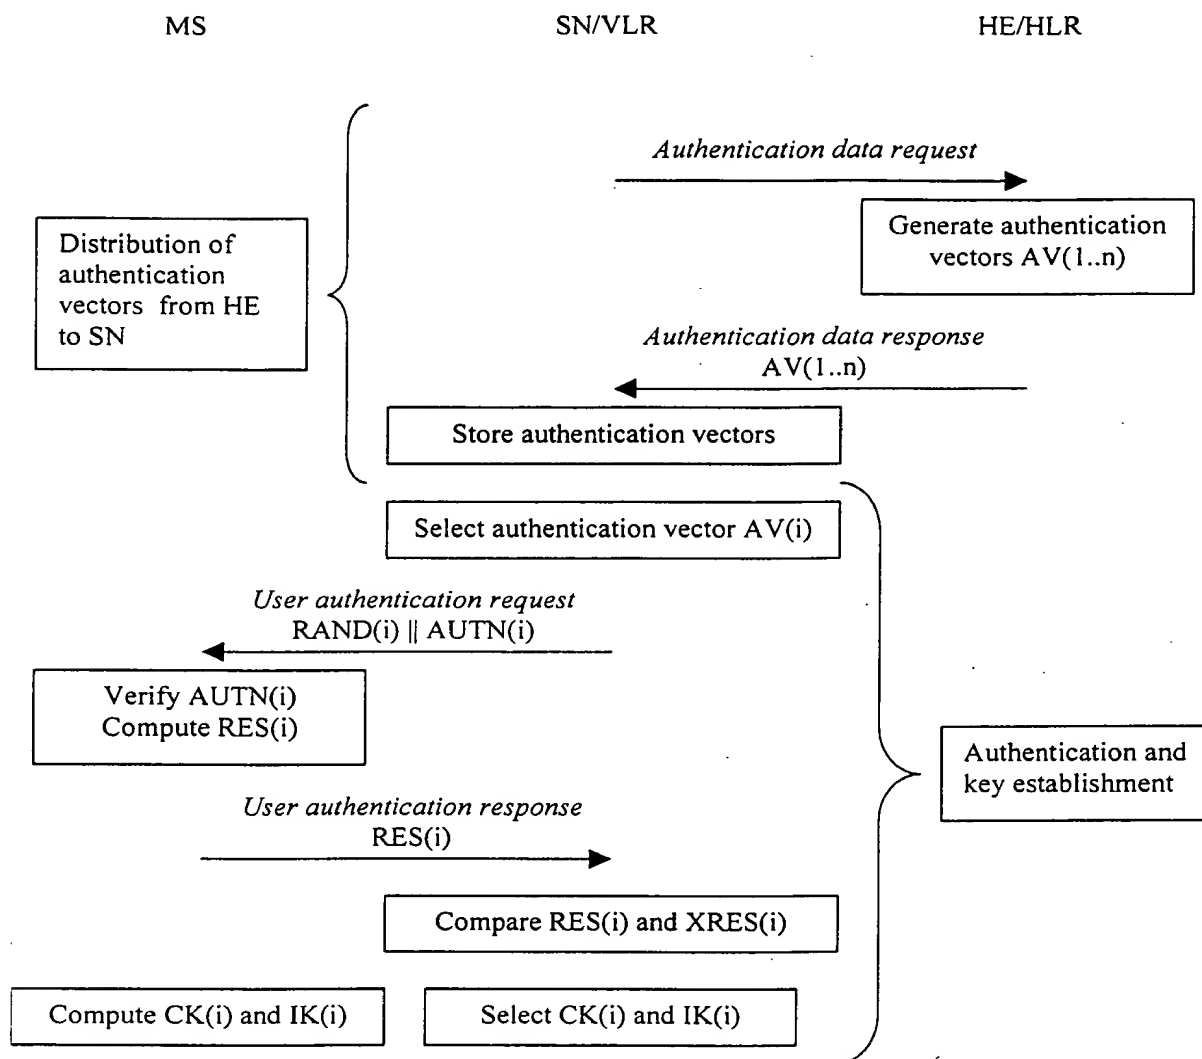 MS
SN/VLR
HE/HLR
Authentication data request
Distribution of
authentication
vectors from HE
to SN
Generate authentication
vectors AV(1..n)
Authentication data response
AV(1..n)
Store authentication vectors
Select authentication vector AV(i)
User authentication request
RAND(i) || AUTN(i)
Verify AUTN(i)
Compute RES(i)
Authentication and
key establishment
User authentication response
RES(i)
Compare RES(i) and XRES(i)
Compute CK(i) and IK(i)
Select CK(i) and IK(i)